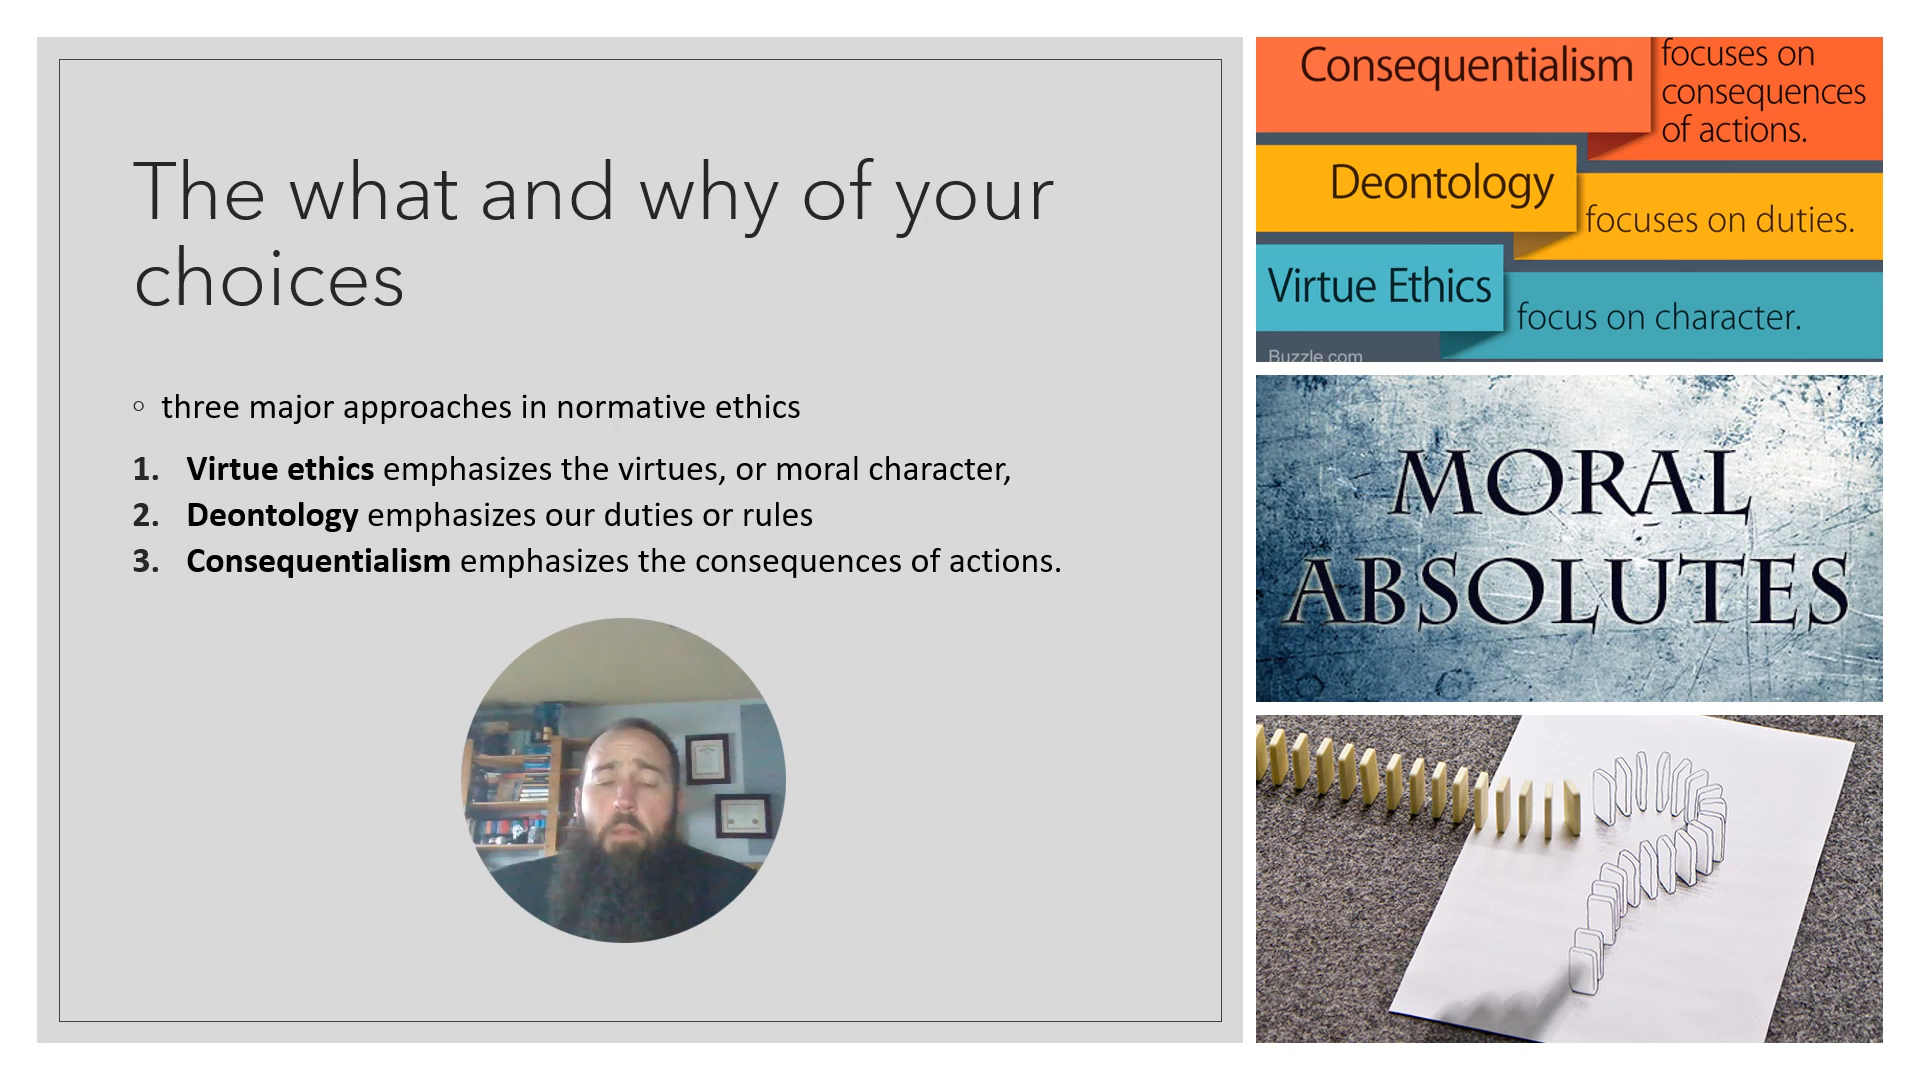 The what and why of your
choices
◦ three major approaches in normative ethics
1. Virtue ethics emphasizes the virtues, or moral character,
2. Deontology emphasizes our duties or rules
3. Consequentialism emphasizes the consequences of actions.
Consequentialism
focuses on
consequences
of actions.
Deontology
focuses on duties.
Virtue Ethics
focus on character.
Buzzle.com
MORAL
ABSOLUTES